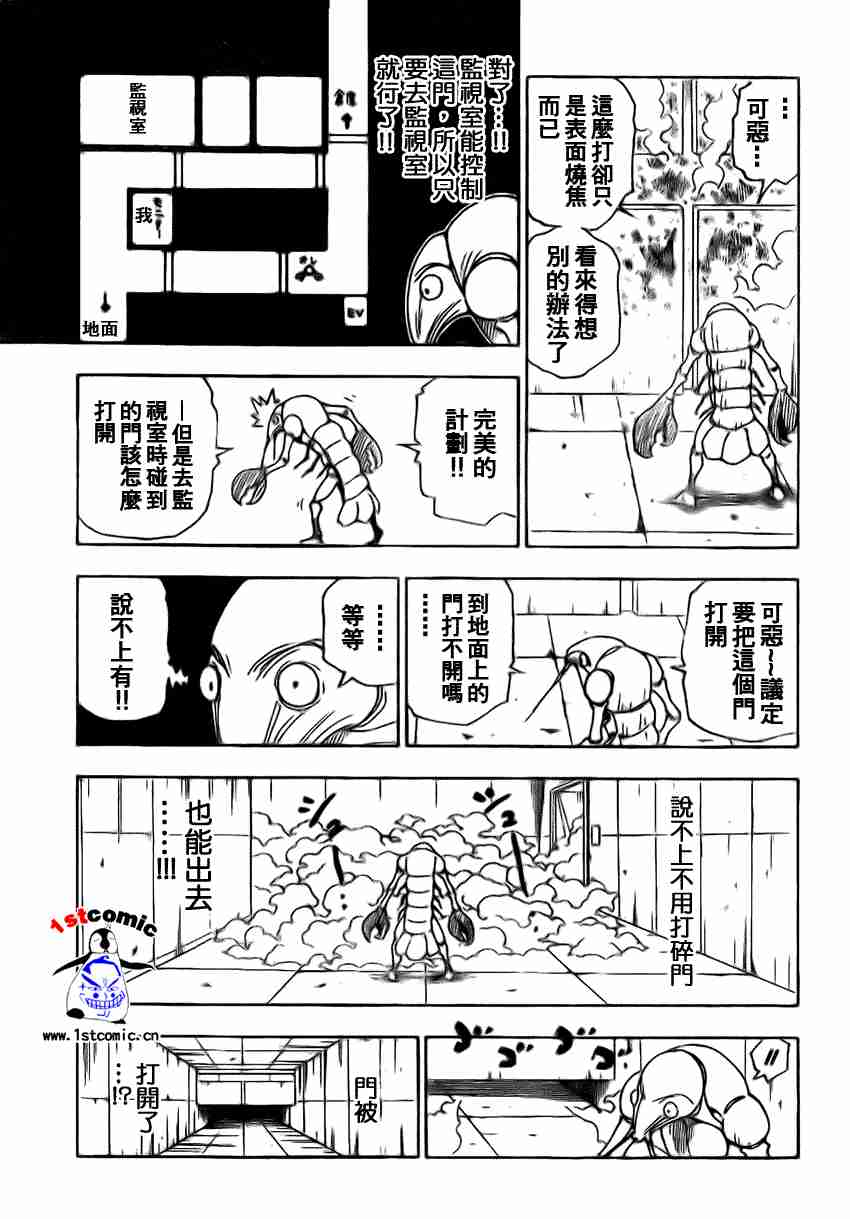 ……
可惡……
這麼打卻只
是表面燒焦
而已
看來得想
別的辦法了
對了…!!
監視室能控制
這門，所以只
要去監視室
就行了!!
監視室
我
地面
EV
完美的
計劃!!
—但是去監
視室時碰到
的門該怎麼
打開
可惡~議定
要把這個門
打開
到地面上的
門打不開嗎
……
等等
……
說不上有!!
說不上不用打碎門
…
也能出去
……!!!
〃
ゴゴゴ
門被
打開了
…!?
1stcomic
www.1stcomic.cn